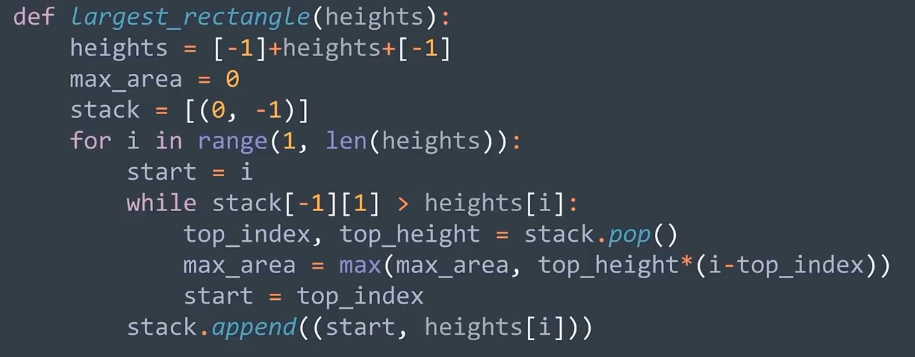 def largest_rectangle(heights):
    heights = [-1]+heights+[-1]
    max_area = 0
    stack = [(0, -1)]
    for i in range(1, len(heights)):
        start = i
        while stack[-1][1] > heights[i]:
            top_index, top_height = stack.pop()
            max_area = max(max_area, top_height*(i-top_index))
            start = top_index
        stack.append((start, heights[i]))